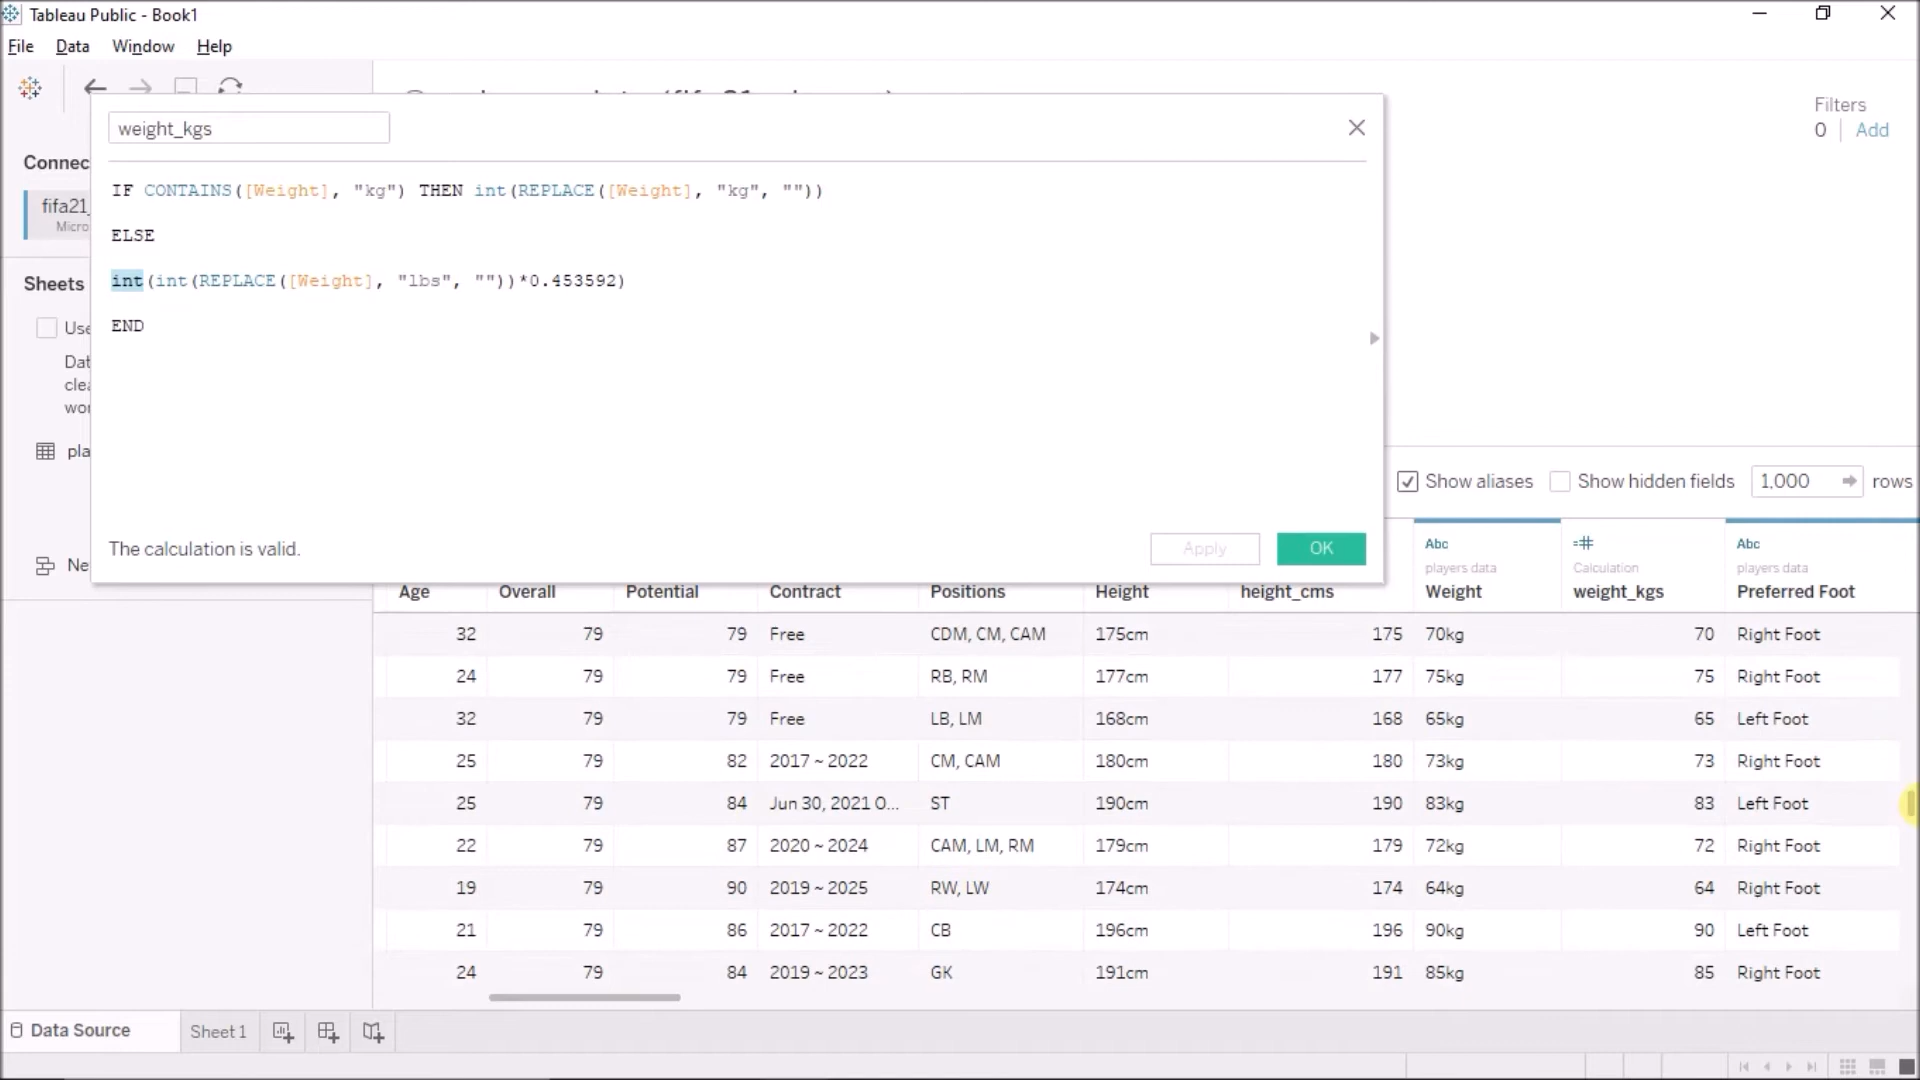 Tableau Public - Book1
File Data Window Help
Filters
0 Add
weight_kgs
IF CONTAINS([Weight], "kg") THEN int(REPLACE([Weight], "kg", ""))
ELSE
int(int(REPLACE([Weight], "lbs", ""))*0.453592)
END
The calculation is valid.
Apply OK
Connec
fifa21_
Micro
Sheets
Use
Dat
clea
wor
pla
Ne
Show aliases Show hidden fields 1,000 rows
Abc =# Abc
players data Calculation players data
Age Overall Potential Contract Positions Height height_cms Weight weight_kgs Preferred Foot
32 79 79 Free CDM, CM, CAM 175cm 175 70kg 70 Right Foot
24 79 79 Free RB, RM 177cm 177 75kg 75 Right Foot
32 79 79 Free LB, LM 168cm 168 65kg 65 Left Foot
25 79 82 2017 ~ 2022 CM, CAM 180cm 180 73kg 73 Right Foot
25 79 84 Jun 30, 2021 O... ST 190cm 190 83kg 83 Left Foot
22 79 87 2020 ~ 2024 CAM, LM, RM 179cm 179 72kg 72 Right Foot
19 79 90 2019 ~ 2025 RW, LW 174cm 174 64kg 64 Right Foot
21 79 86 2017 ~ 2022 CB 196cm 196 90kg 90 Left Foot
24 79 84 2019 ~ 2023 GK 191cm 191 85kg 85 Right Foot
Data Source Sheet 1